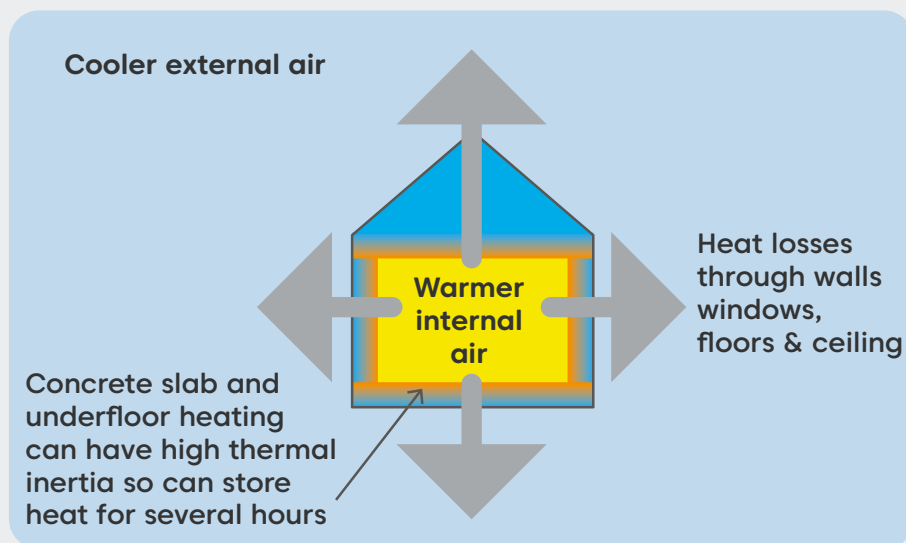 Cooler external air
Warmer
internal
air
Heat losses
through walls
windows,
floors & ceiling
Concrete slab and
underfloor heating
can have high thermal
inertia so can store
heat for several hours